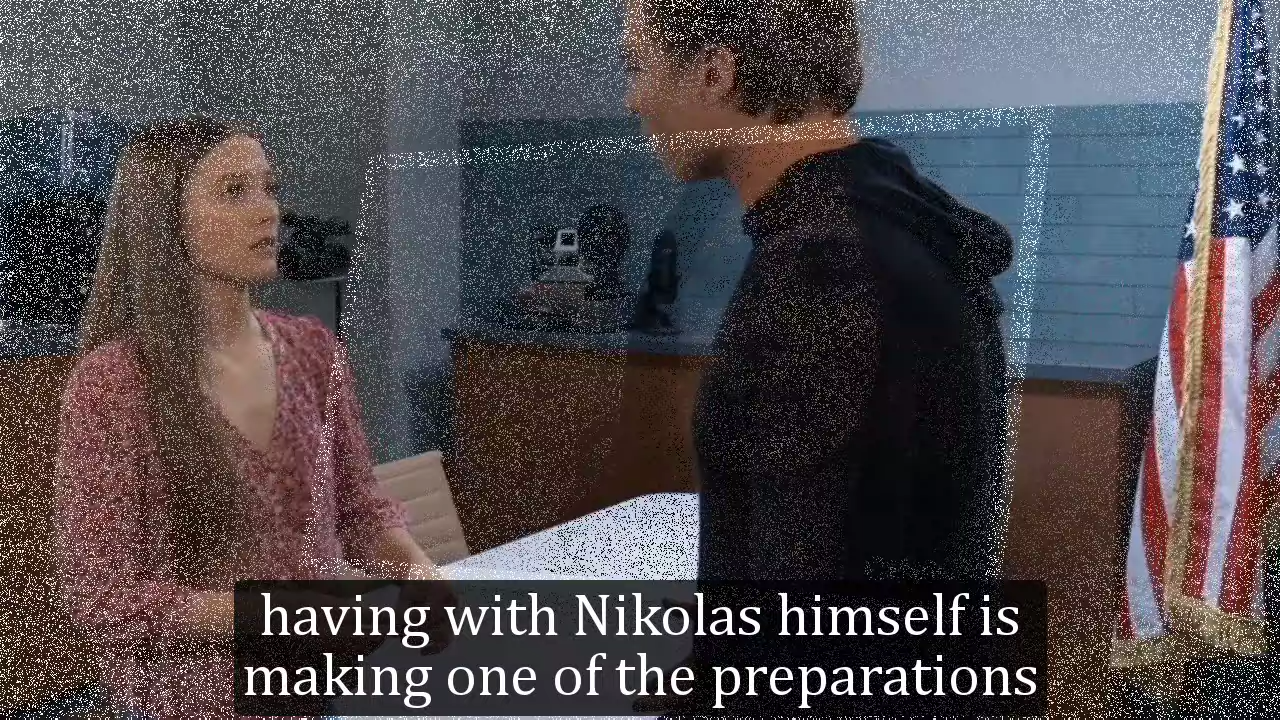 having with Nikolas himself is
making one of the preparations